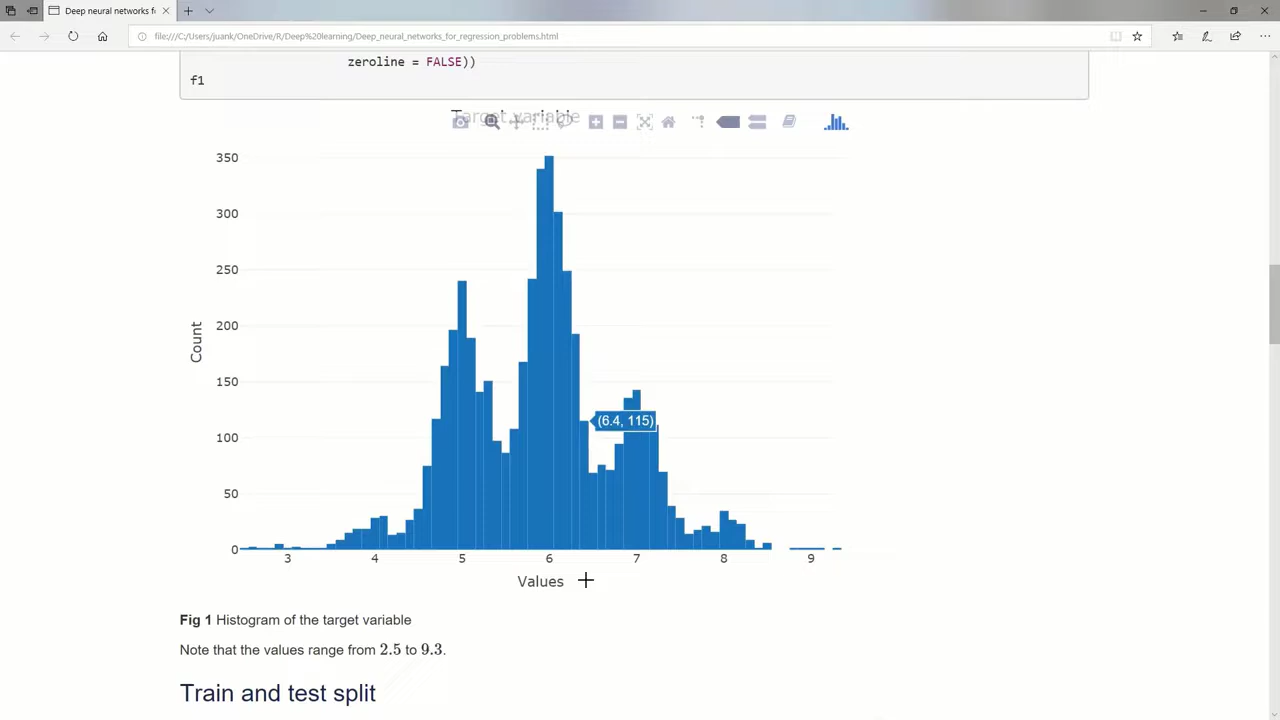 Deep neural networks f
file:///C:/Users/juank/OneDrive/R/Deep%20learning/Deep_neural_networks_for_regression_problems.html
zeroline = FALSE))
f1
Target variable
350
300
250
200
150
100
50
0
Count
(6.4, 115)
3 4 5 6 7 8 9
Values
Fig 1 Histogram of the target variable
Note that the values range from 2.5 to 9.3.
Train and test split